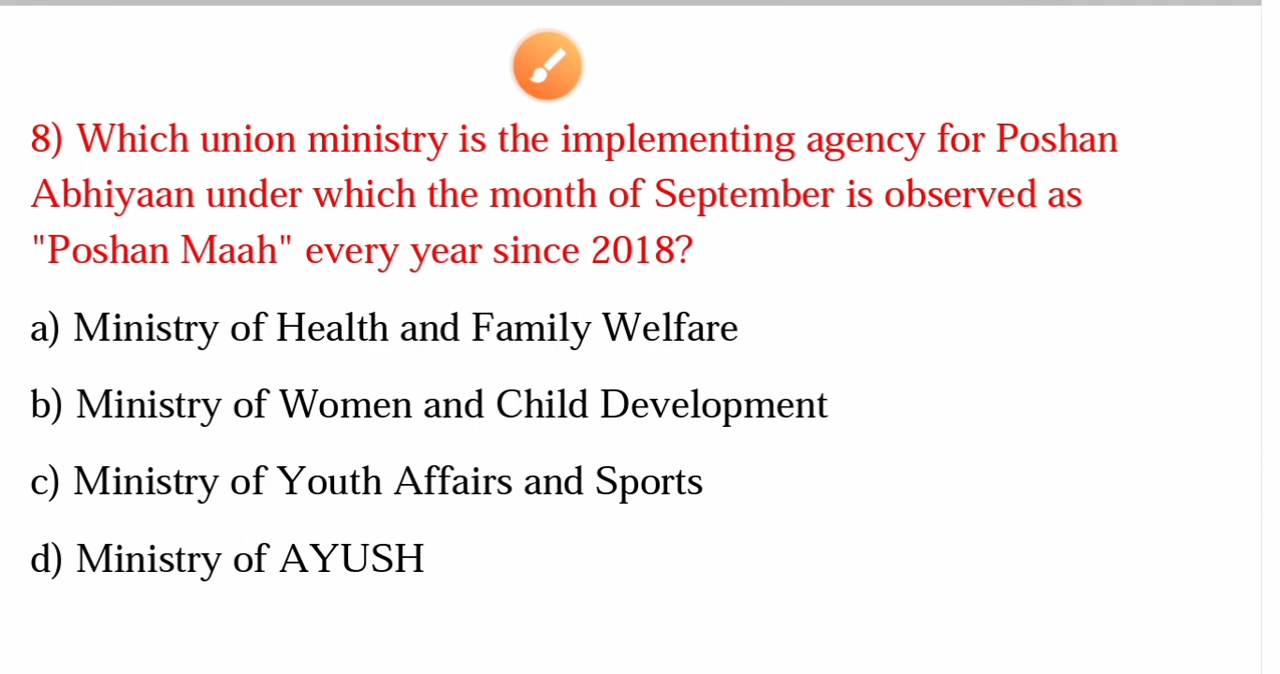 8) Which union ministry is the implementing agency for Poshan
Abhiyaan under which the month of September is observed as
"Poshan Maah" every year since 2018?
a) Ministry of Health and Family Welfare
b) Ministry of Women and Child Development
c) Ministry of Youth Affairs and Sports
d) Ministry of AYUSH